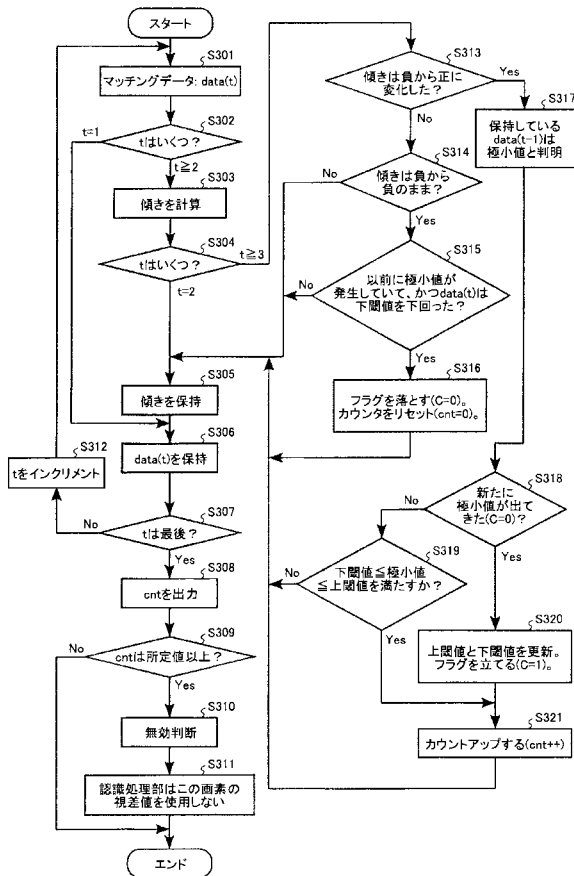 スタート
S301
マッチングデータ: data(t)
S302
tはいくつ?
t=1
t≧2
S303
傾きを計算
S304
tはいくつ?
t≧3
t=2
S305
傾きを保持
S306
data(t)を保持
S312
tをインクリメント
S307
tは最後?
No
Yes
S308
cntを出力
S309
cntは所定値以上?
No
Yes
S310
無効判断
S311
認識処理部はこの画素の
視差値を使用しない
エンド
S313
傾きは負から正に
変化した?
Yes
No
S317
保持している
data(t-1)は
極小値と判明
S314
傾きは負から
負のまま?
No
Yes
S315
以前に極小値が
発生していて、かつdata(t)は
下閾値を下回った?
No
Yes
S316
フラグを落とす(C=0)。
カウンタをリセット(cnt=0)。
S318
新たに
極小値が出て
きた(C=0)?
No
Yes
S319
下閾値≦極小値
≦上閾値を満たすか?
No
Yes
S320
上閾値と下閾値を更新。
フラグを立てる(C=1)。
S321
カウントアップする(cnt++)